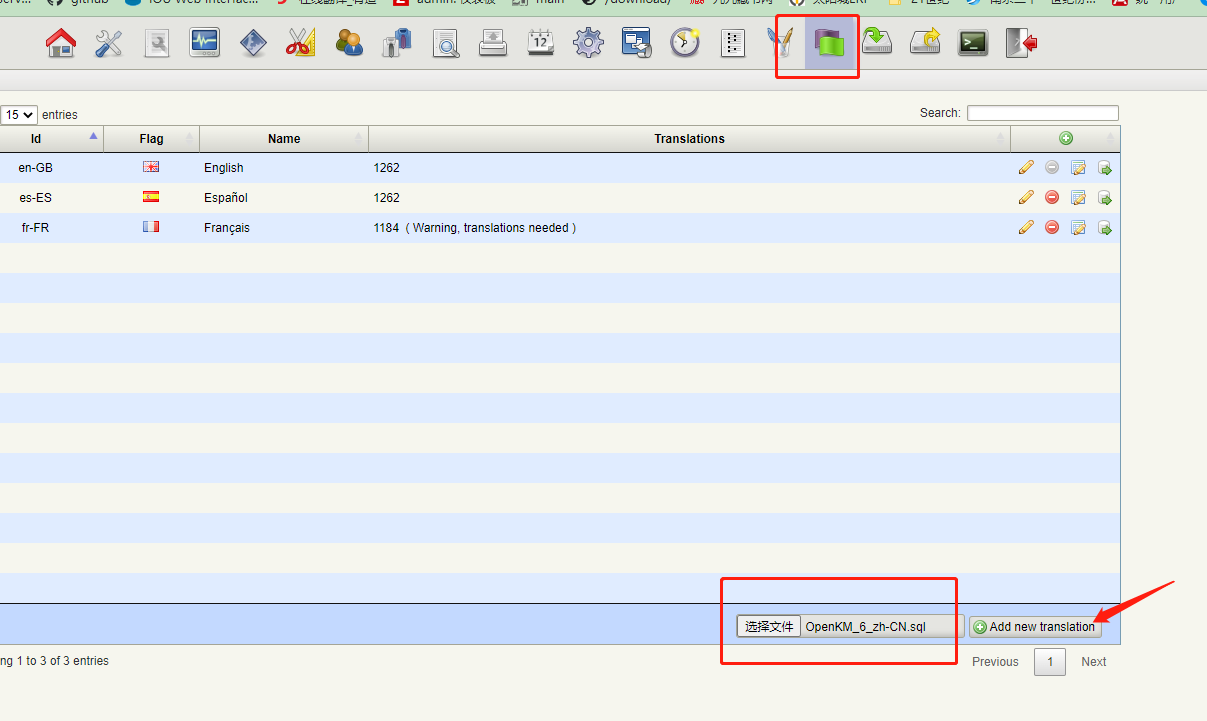 github
12
15 entries
Search:
Id Flag Name Translations
en-GB English 1262
es-ES Español 1262
fr-FR Français 1184 ( Warning, translations needed )
选择文件 OpenKM_6_zh-CN.sql Add new translation
ng 1 to 3 of 3 entries
Previous 1 Next